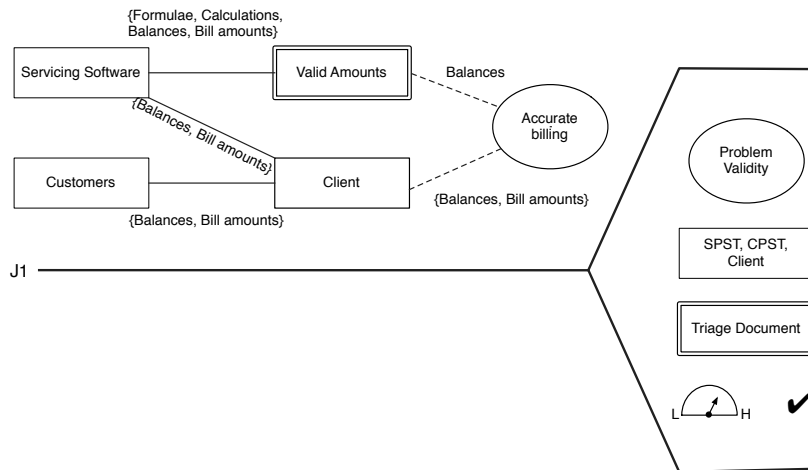 {Formulae, Calculations,
Balances, Bill amounts}
Servicing Software
Valid Amounts
Balances
{Balances, Bill amounts}
Accurate
billing
Customers
Client
{Balances, Bill amounts}
{Balances, Bill amounts}
J1
Problem
Validity
SPST, CPST,
Client
Triage Document
L
H